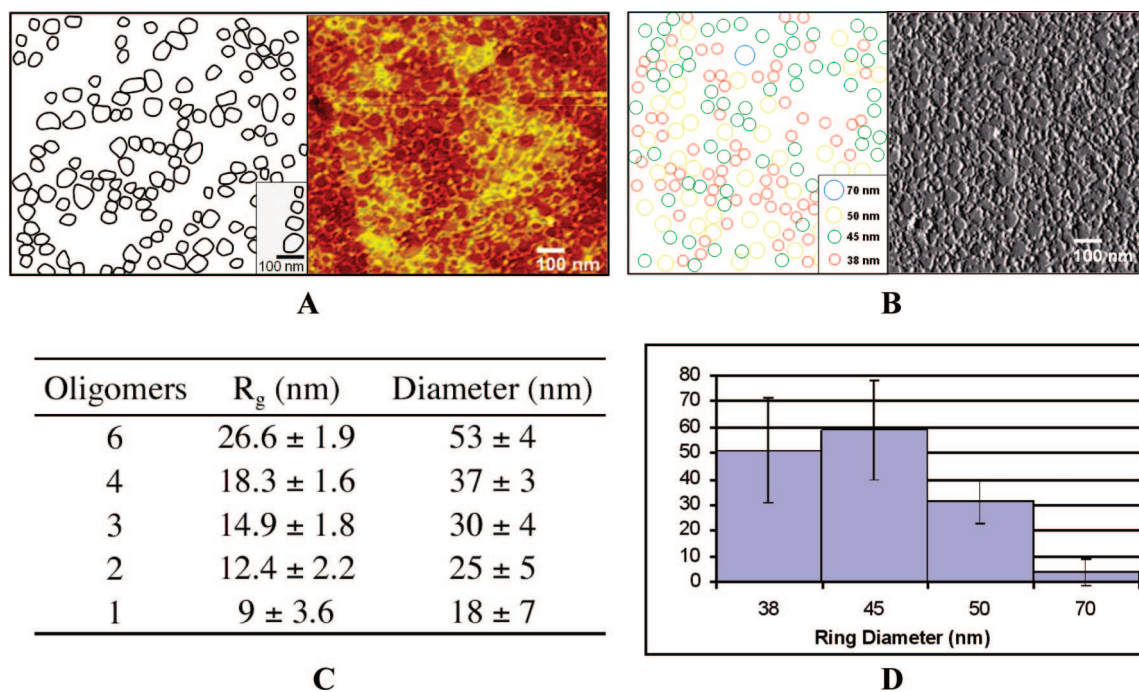 A
100 nm
100 nm
A
B
70 nm
50 nm
45 nm
38 nm
100 nm
B
Oligomers R_g (nm) Diameter (nm)
6 26.6 ± 1.9 53 ± 4
4 18.3 ± 1.6 37 ± 3
3 14.9 ± 1.8 30 ± 4
2 12.4 ± 2.2 25 ± 5
1 9 ± 3.6 18 ± 7
C
80
70
60
50
40
30
20
10
0
38 45 50 70
Ring Diameter (nm)
D